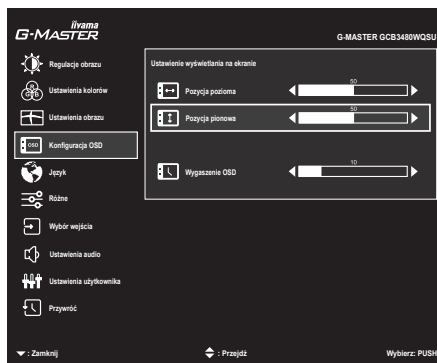 iiyama
G-MASTER
G-MASTER GCB3480WQSU
Regulacje obrazu
Ustawienia kolorów
R
G B
Ustawienia obrazu
OSD
Konfiguracja OSD
Język
Różne
Wybór wejścia
Ustawienia audio
Ustawienia użytkownika
Przywróć
Ustawienie wyświetlania na ekranie
Pozycja pozioma
50
Pozycja pionowa
50
Wygaszenie OSD
10
: Zamknij
: Przejdź
Wybierz: PUSH